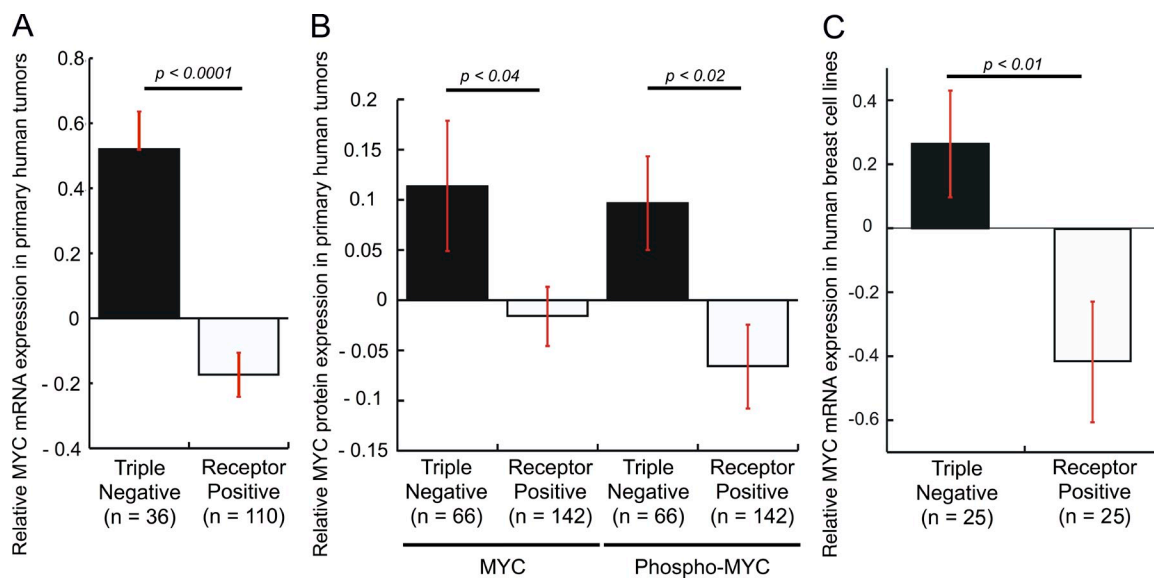 A
Relative MYC mRNA expression in primary human tumors
0.8
0.6
0.4
0.2
0
- 0.2
- 0.4
p < 0.0001
Triple
Negative
(n = 36)
Receptor
Positive
(n = 110)
B
Relative MYC protein expression in primary human tumors
0.2
0.15
0.1
0.05
0
- 0.05
- 0.1
- 0.15
p < 0.04
p < 0.02
Triple
Negative
(n = 66)
Receptor
Positive
(n = 142)
Triple
Negative
(n = 66)
Receptor
Positive
(n = 142)
MYC
Phospho-MYC
C
Relative MYC mRNA expression in human breast cell lines
0.4
0.2
0
-0.2
-0.4
-0.6
p < 0.01
Triple
Negative
(n = 25)
Receptor
Positive
(n = 25)